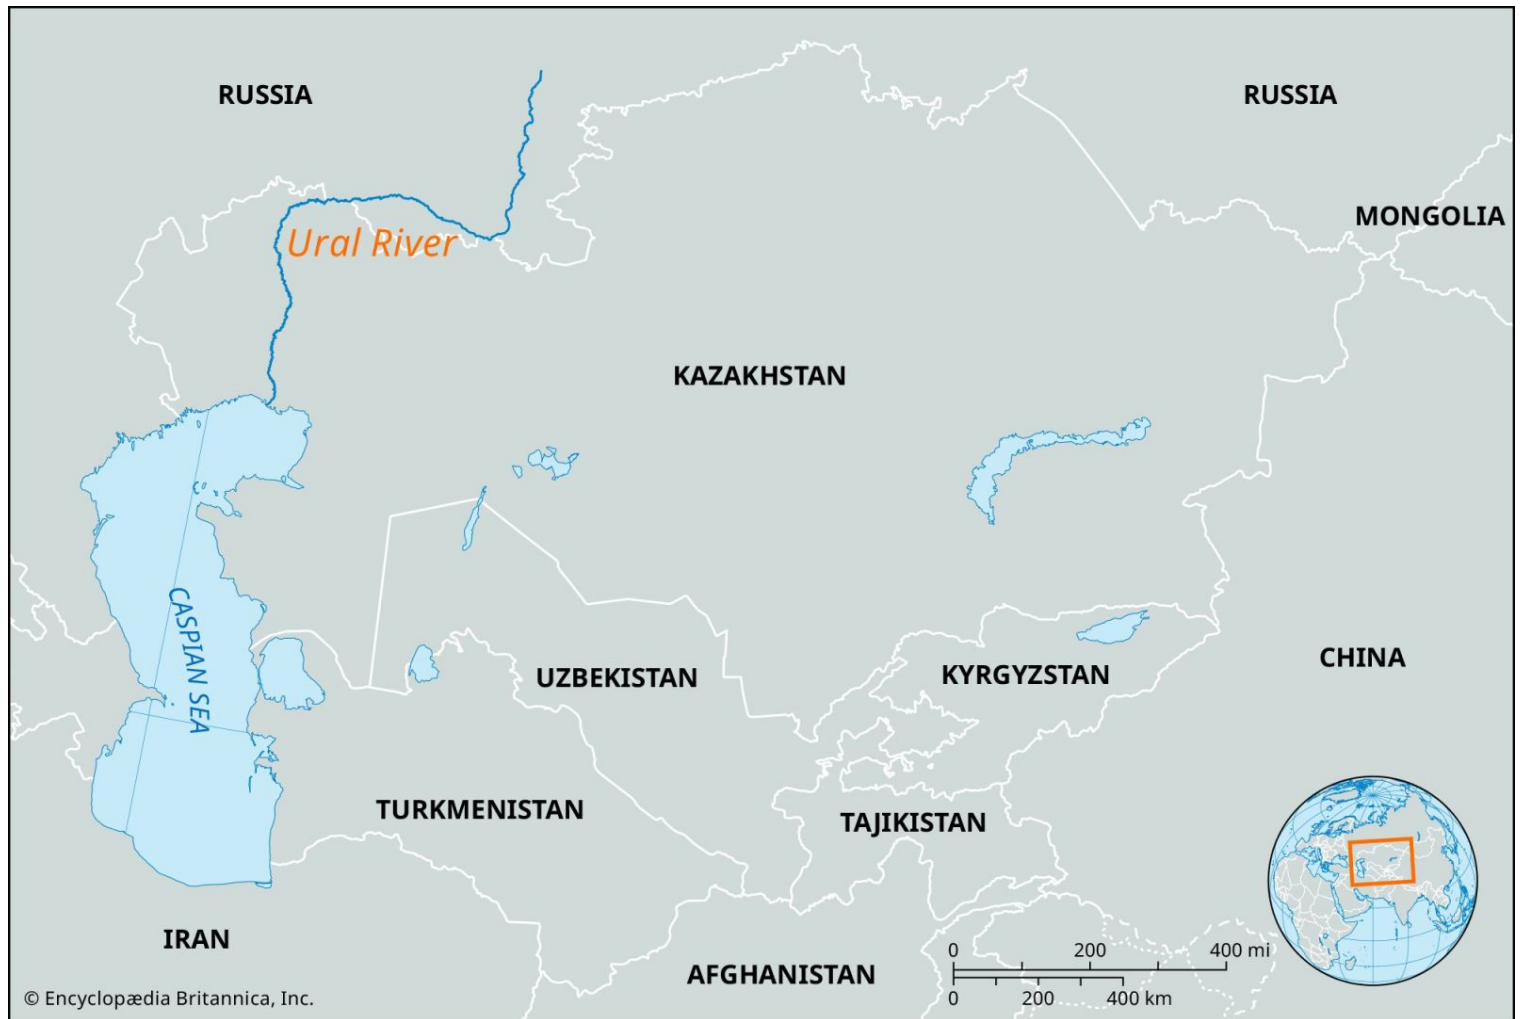 RUSSIA
RUSSIA
MONGOLIA
Ural River
KAZAKHSTAN
CASPIAN SEA
UZBEKISTAN
KYRGYZSTAN
CHINA
TURKMENISTAN
TAJIKISTAN
IRAN
AFGHANISTAN
0 200 400 mi
0 200 400 km
© Encyclopædia Britannica, Inc.